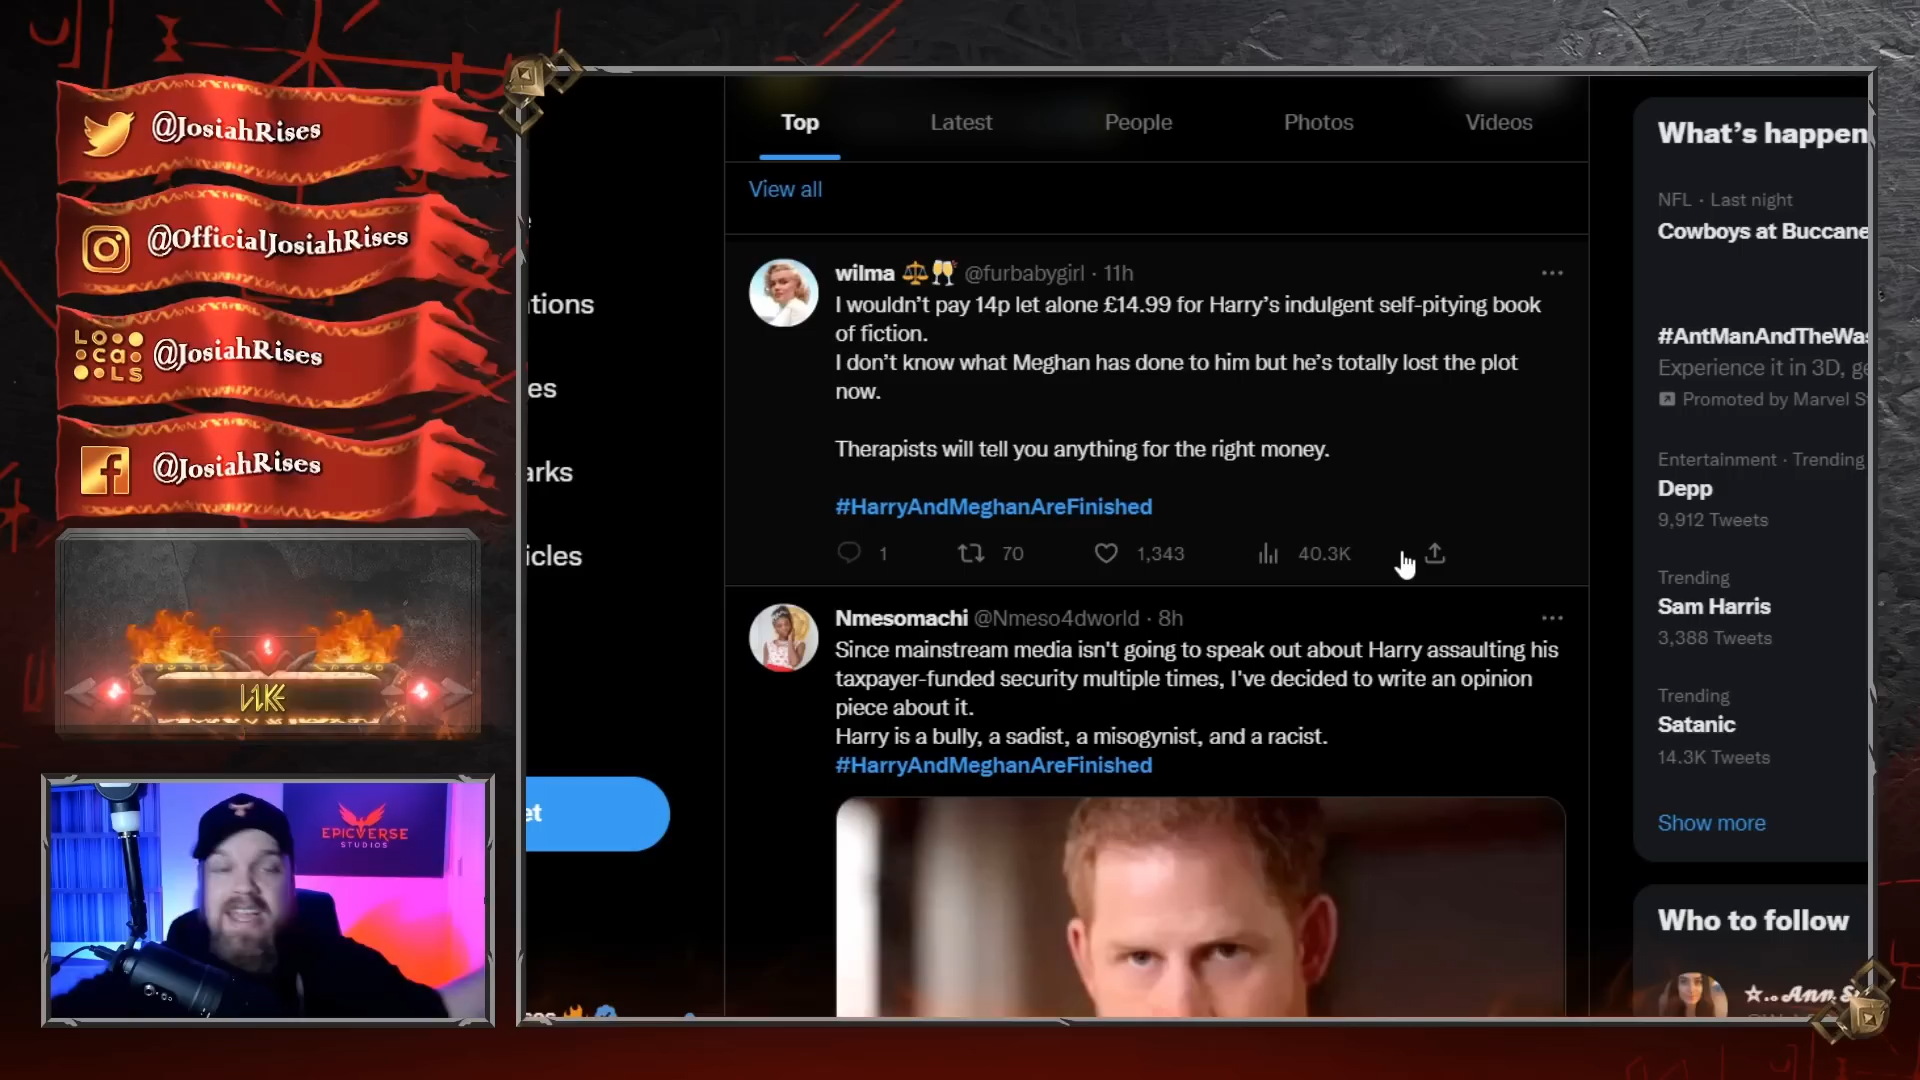 @JosiahRises
@OfficialJosiahRises
LOcaLS
@JosiahRises
@JosiahRises
EPICVERSE
STUDIOS
Top
Latest
People
Photos
Videos
View all
tions
es
arks
icles
et
wilma @furbabygirl · 11h
I wouldn't pay 14p let alone £14.99 for Harry's indulgent self-pitying book
of fiction.
I don't know what Meghan has done to him but he's totally lost the plot
now.
Therapists will tell you anything for the right money.
#HarryAndMeghanAreFinished
1
70
1,343
40.3K
Nmesomachi @Nmeso4dworld · 8h
Since mainstream media isn't going to speak out about Harry assaulting his
taxpayer-funded security multiple times, I've decided to write an opinion
piece about it.
Harry is a bully, a sadist, a misogynist, and a racist.
#HarryAndMeghanAreFinished
What's happen
NFL · Last night
Cowboys at Buccane
#AntManAndTheWa
Experience it in 3D, ge
Promoted by Marvel S
Entertainment · Trending
Depp
9,912 Tweets
Trending
Sam Harris
3,388 Tweets
Trending
Satanic
14.3K Tweets
Show more
Who to follow
☆.。Ann